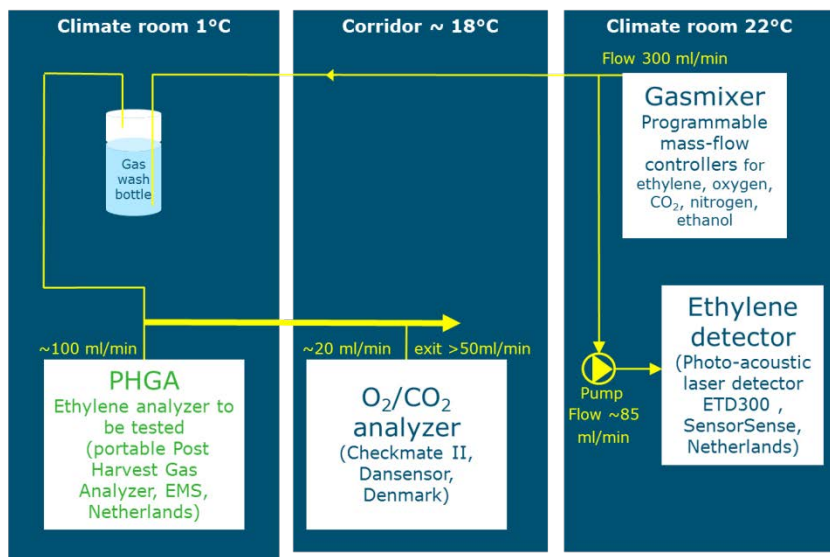 Climate room 1°C
Gas
wash
bottle
~100 ml/min
PHGA
Ethylene analyzer to
be tested
(portable Post
Harvest Gas
Analyzer, EMS,
Netherlands)
Corridor ~ 18°C
~20 ml/min
exit >50ml/min
O₂/CO₂
analyzer
(Checkmate II,
Dansensor,
Denmark)
Climate room 22°C
Flow 300 ml/min
Gasmixer
Programmable
mass-flow
controllers for
ethylene, oxygen,
CO₂, nitrogen,
ethanol
Pump
Flow ~85
ml/min
Ethylene
detector
(Photo-acoustic
laser detector
ETD300 ,
SensorSense,
Netherlands)